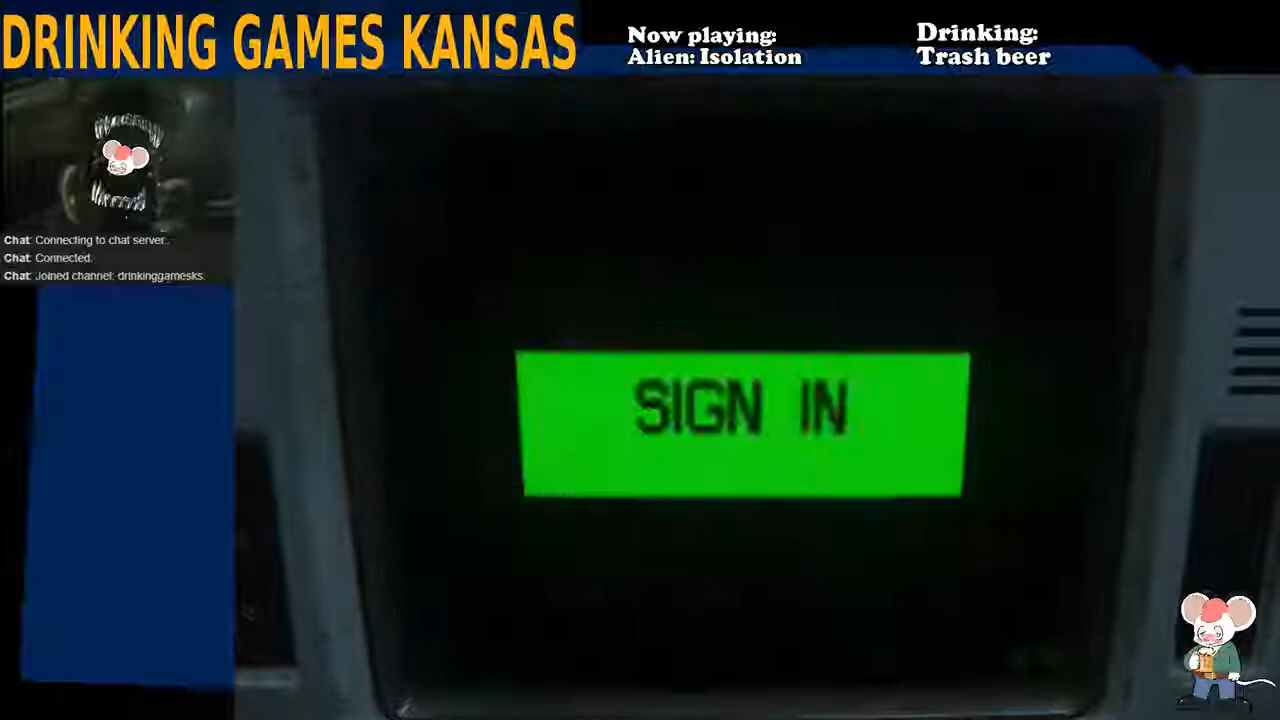 DRINKING GAMES KANSAS
Now playing:
Alien: Isolation
Drinking:
Trash beer
Chat: Connecting to chat server..
Chat: Connected.
Chat: Joined channel: drinkinggamesks.
SIGN IN